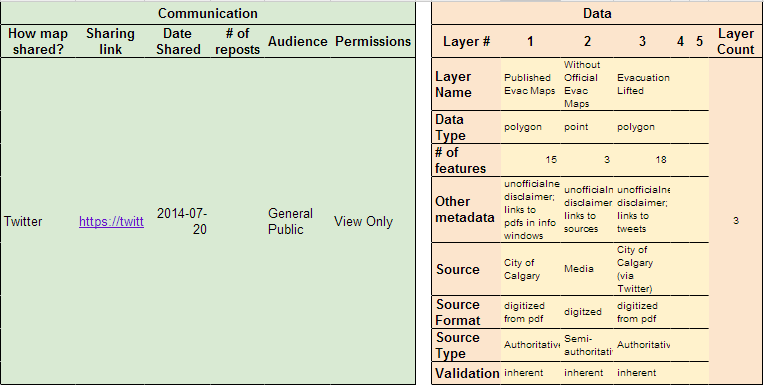 Communication
How map shared? Sharing link Date Shared # of reposts Audience Permissions
Twitter https://twitt 2014-07-20 General Public View Only
Data
Layer # 1 2 3 4 5 Layer Count
Layer Name Published Evac Maps Without Official Evac Maps Evacuation Lifted
Data Type polygon point polygon
# of features 15 3 18
Other metadata unofficialne disclaimer; links to pdfs in info windows unofficialn disclaimer links to sources unofficialne disclaimer; links to tweets
3
Source City of Calgary Media City of Calgary (via Twitter)
Source Format digitized from pdf digitzed digitized from pdf
Source Type Authoritative Semi-authoritati Authoritativ
Validation inherent inherent inherent